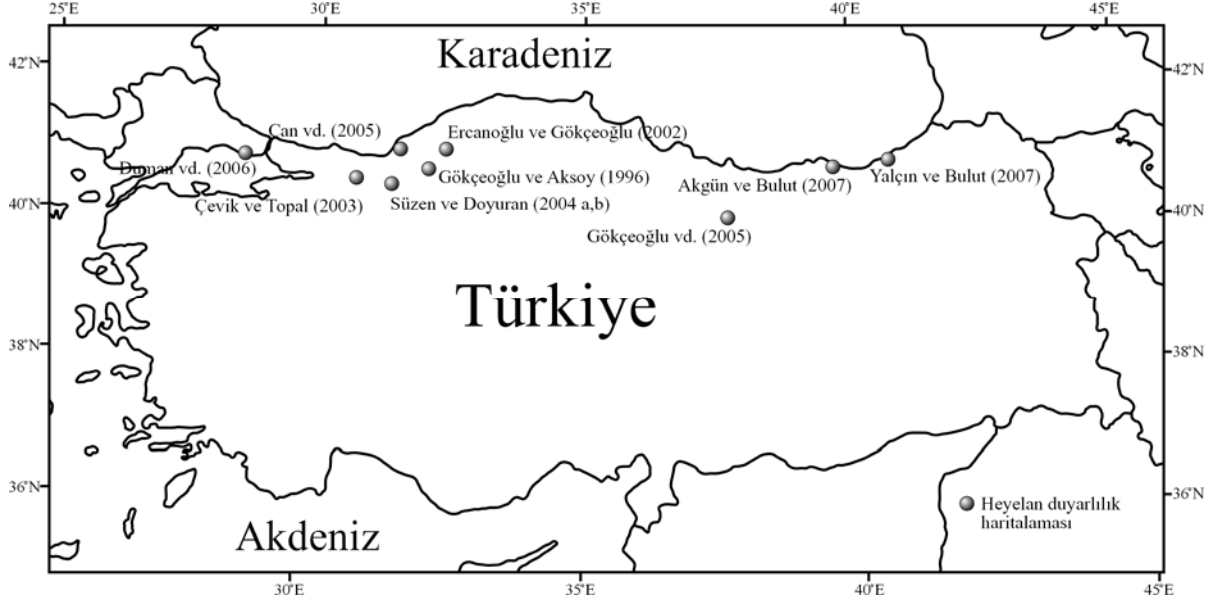 25°E 30°E 35°E 40°E 45°E
42°N
42°N
Karadeniz
Can vd. (2005)
Ercanoğlu ve Gökçeoğlu (2002)
Duman vd. (2006)
Gökçeoğlu ve Aksoy (1996)
Akgün ve Bulut (2007)
Yalçın ve Bulut (2007)
Çevik ve Topal (2003)
Süzen ve Doyuran (2004 a,b)
40°N
40°N
Gökçeoğlu vd. (2005)
Türkiye
38°N
38°N
36°N
36°N
Heyelan duyarlılık
haritalaması
Akdeniz
30°E 35°E 40°E 45°E